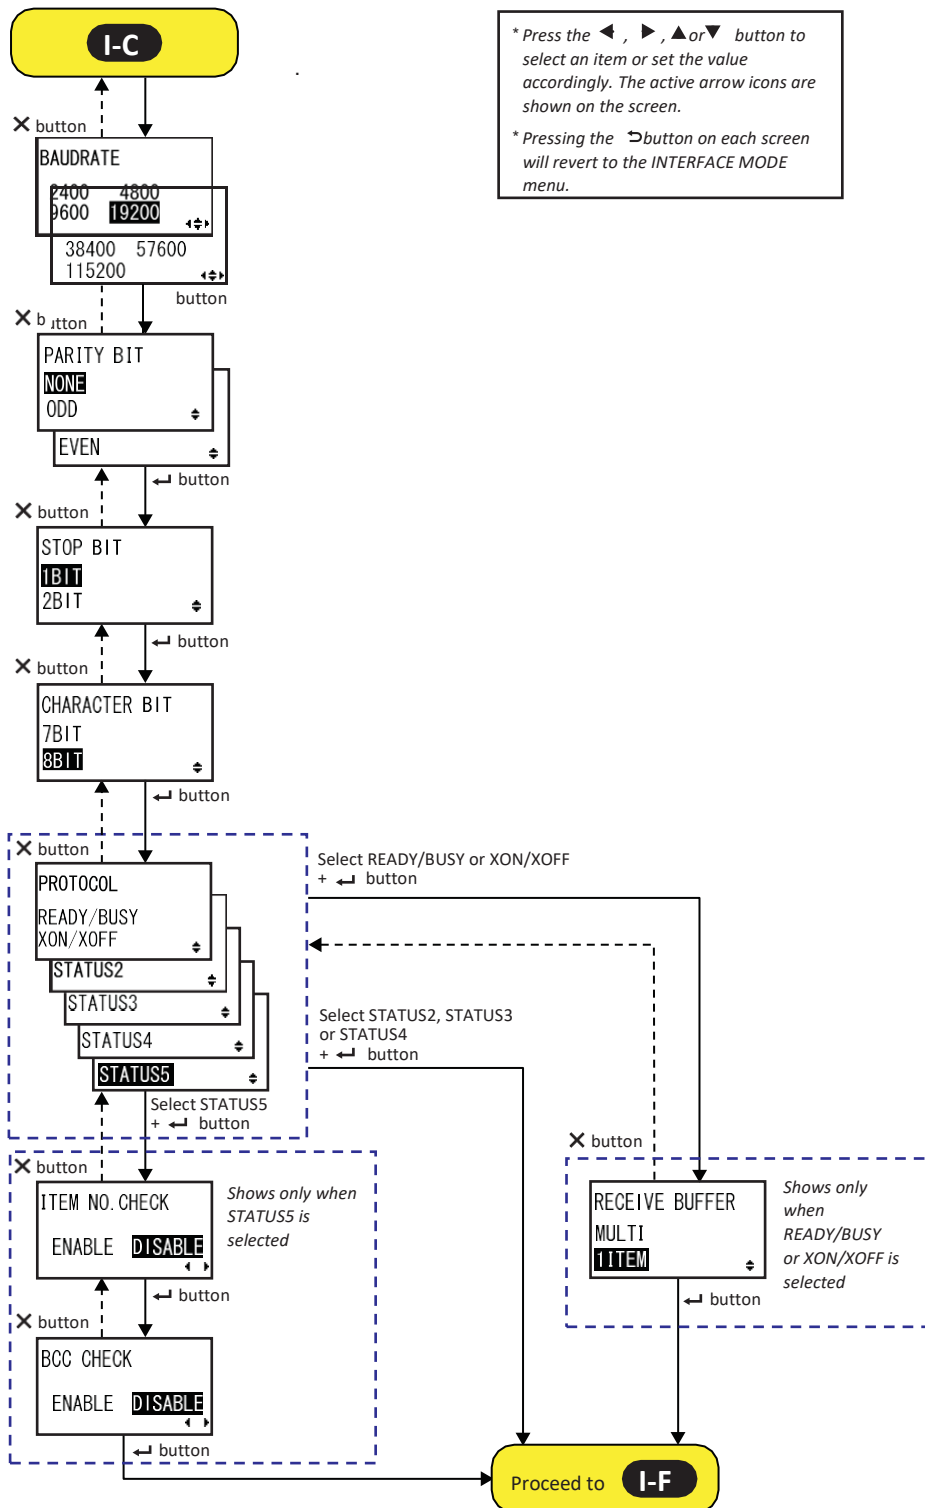 I-C
* Press the ◄ , ► , ▲ or ▼ button to
select an item or set the value
accordingly. The active arrow icons are
shown on the screen.
* Pressing the ⮌ button on each screen
will revert to the INTERFACE MODE
menu.
✕ button
BAUDRATE
2400 4800
9600 19200
38400 57600
115200
button
✕ button
PARITY BIT
NONE
ODD
EVEN
↵ button
✕ button
STOP BIT
1BIT
2BIT
↵ button
✕ button
CHARACTER BIT
7BIT
8BIT
↵ button
✕ button
PROTOCOL
READY/BUSY
XON/XOFF
STATUS2
STATUS3
STATUS4
STATUS5
Select READY/BUSY or XON/XOFF
+ ↵ button
Select STATUS2, STATUS3
or STATUS4
+ ↵ button
Select STATUS5
+ ↵ button
✕ button
ITEM NO.CHECK
ENABLE DISABLE
Shows only when
STATUS5 is
selected
↵ button
✕ button
BCC CHECK
ENABLE DISABLE
↵ button
✕ button
RECEIVE BUFFER
MULTI
1ITEM
Shows only
when
READY/BUSY
or XON/XOFF is
selected
↵ button
Proceed to I-F